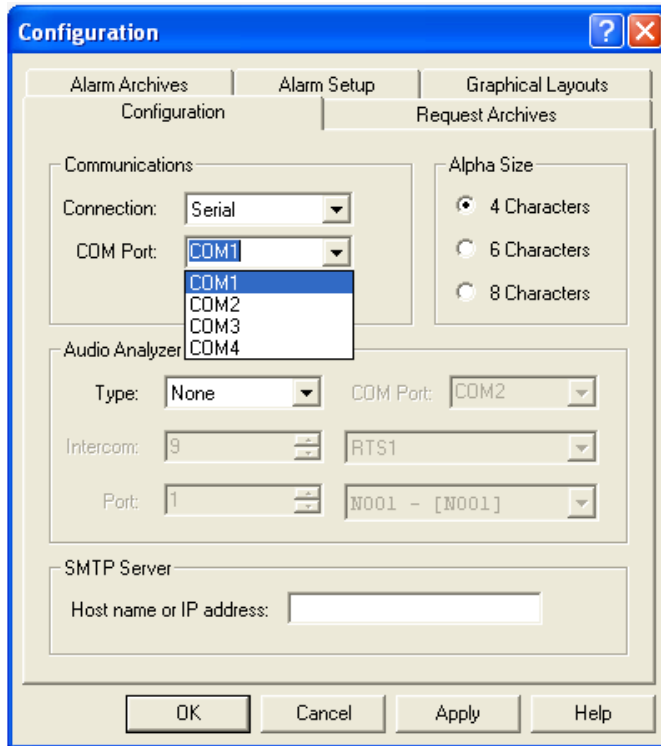 Configuration
Alarm Archives
Alarm Setup
Graphical Layouts
Configuration
Request Archives
Communications
Connection: Serial
COM Port: COM1
COM1
COM2
COM3
COM4
Alpha Size
4 Characters
6 Characters
8 Characters
Audio Analyzer
Type: None
COM Port: COM2
Intercom: 9
RTS1
Port: 1
N001 - [N001]
SMTP Server
Host name or IP address:
OK
Cancel
Apply
Help